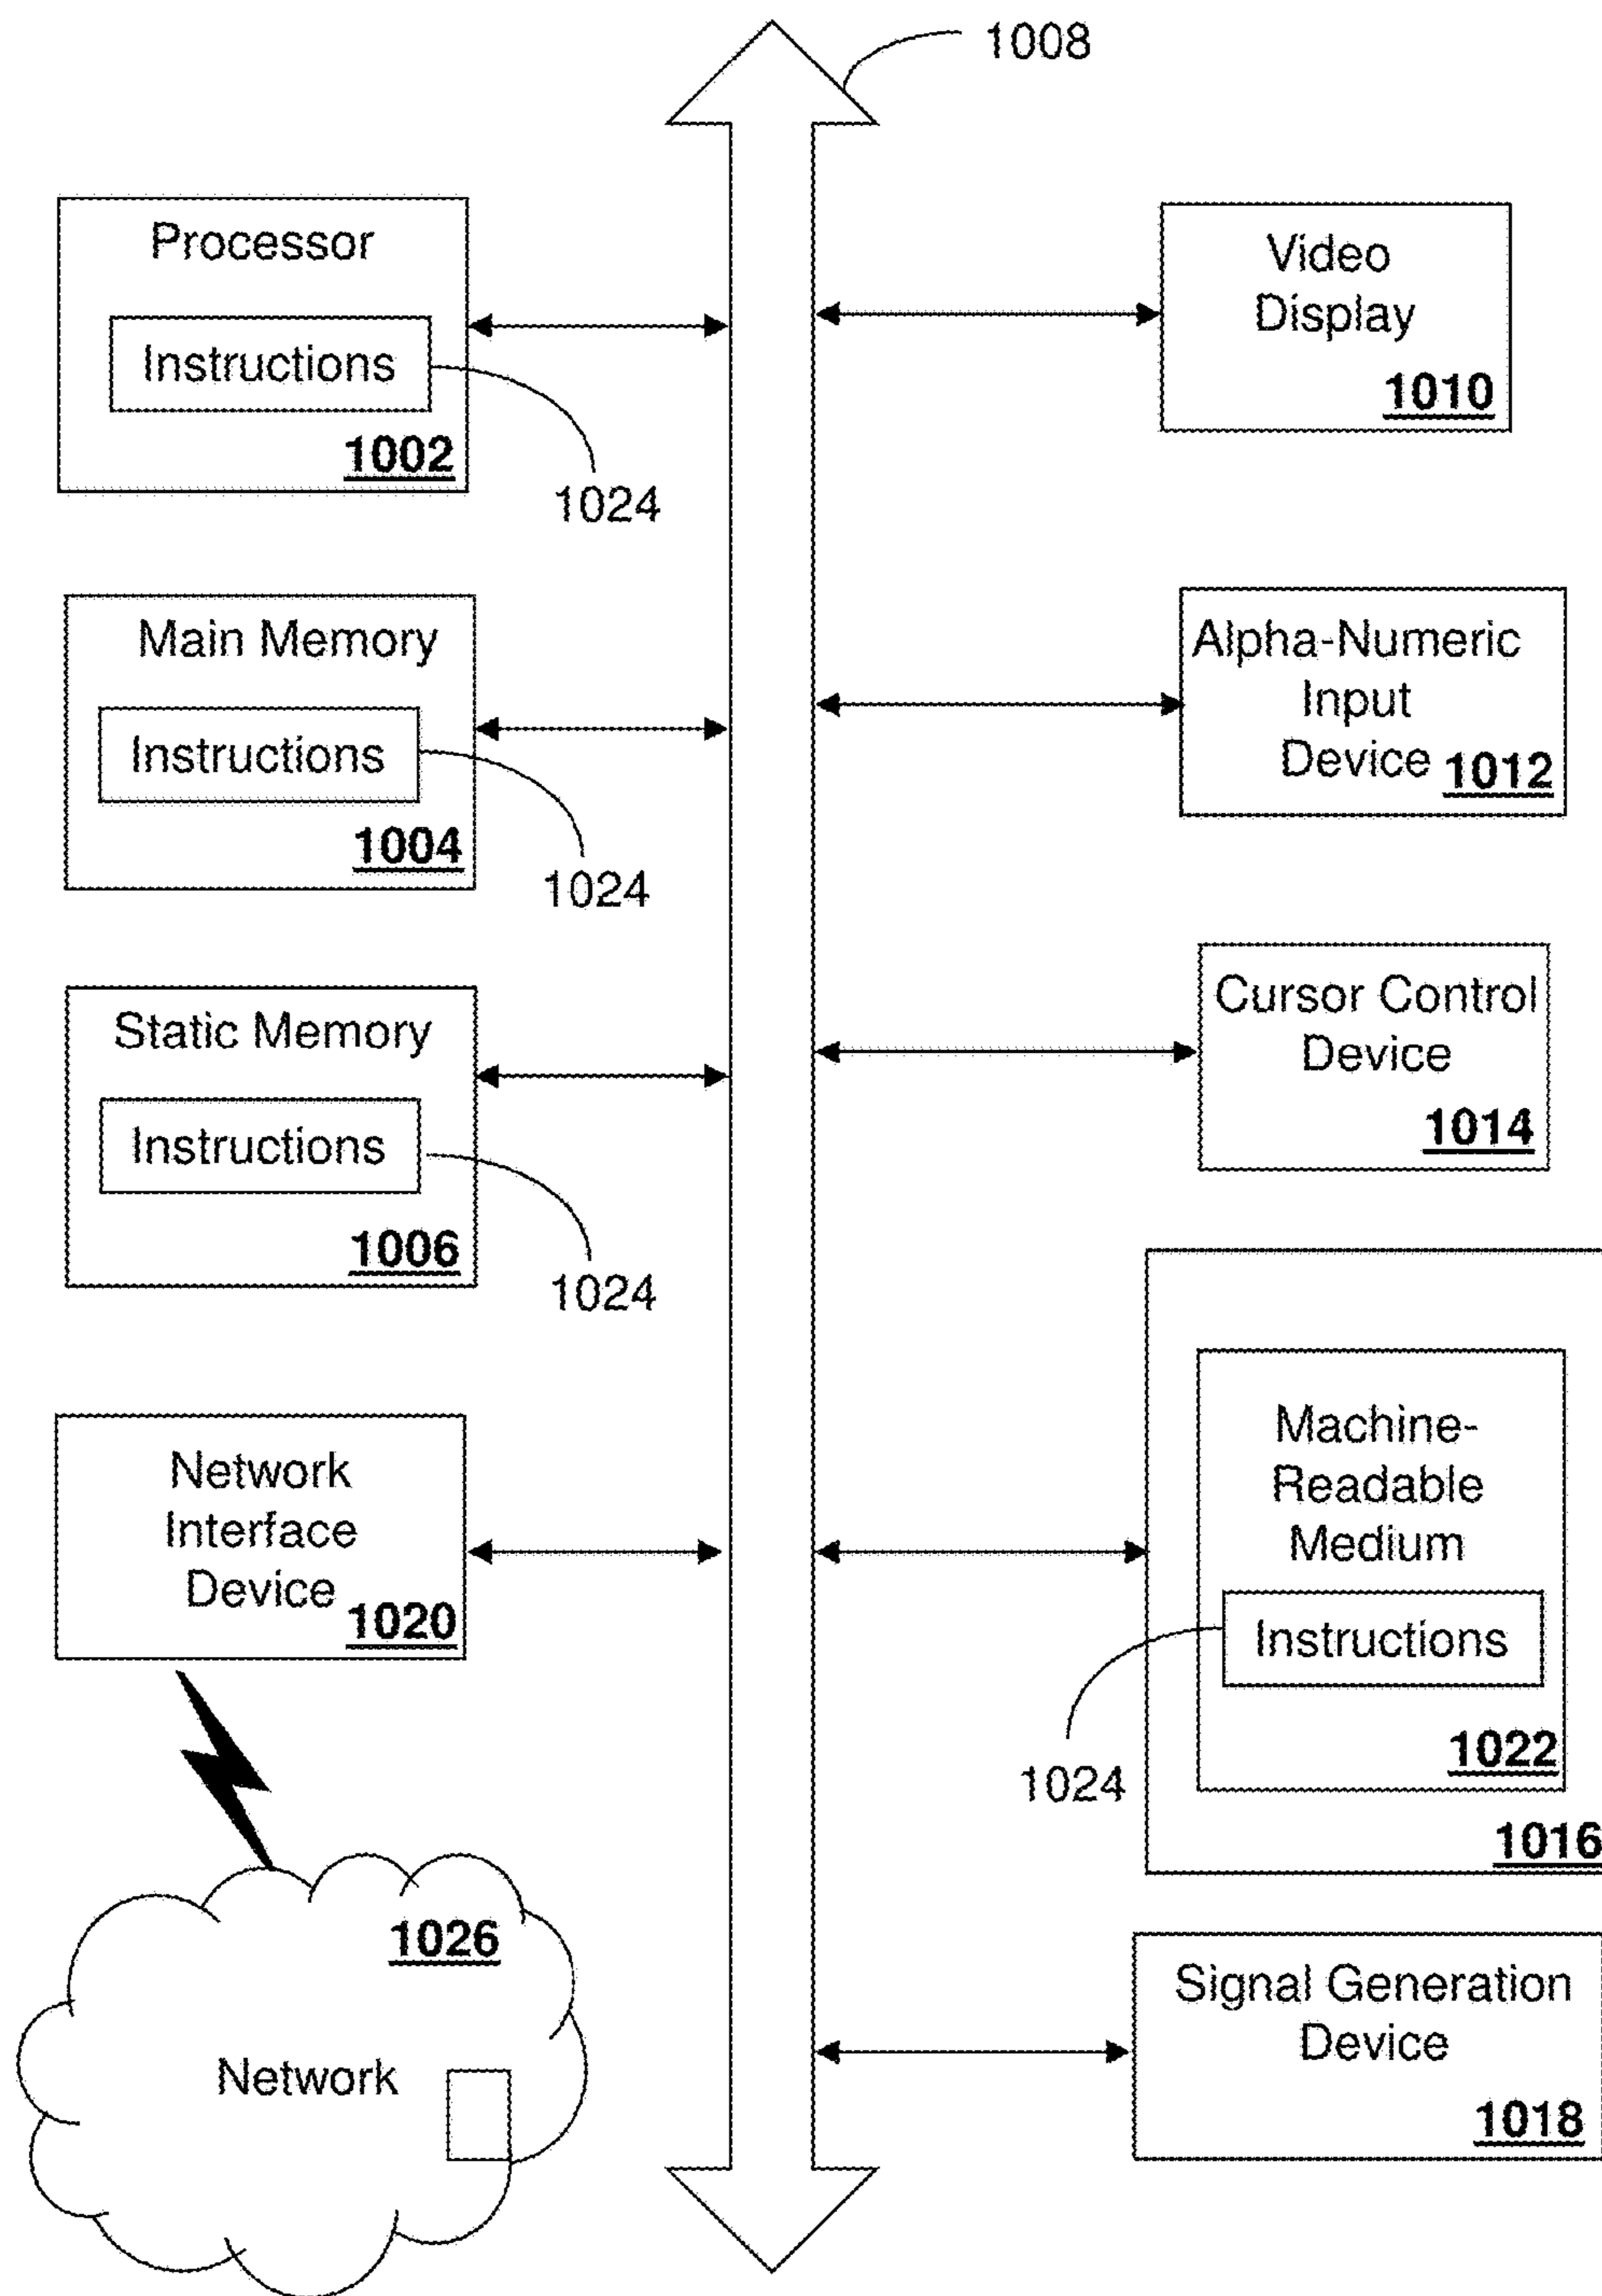 1008
Processor
Instructions
1002
1024
Main Memory
Instructions
1004
1024
Static Memory
Instructions
1006
1024
Network
Interface
Device
1020
1026
Network
Video
Display
1010
Alpha-Numeric
Input
Device
1012
Cursor Control
Device
1014
Machine-
Readable
Medium
Instructions
1022
1024
1016
Signal Generation
Device
1018